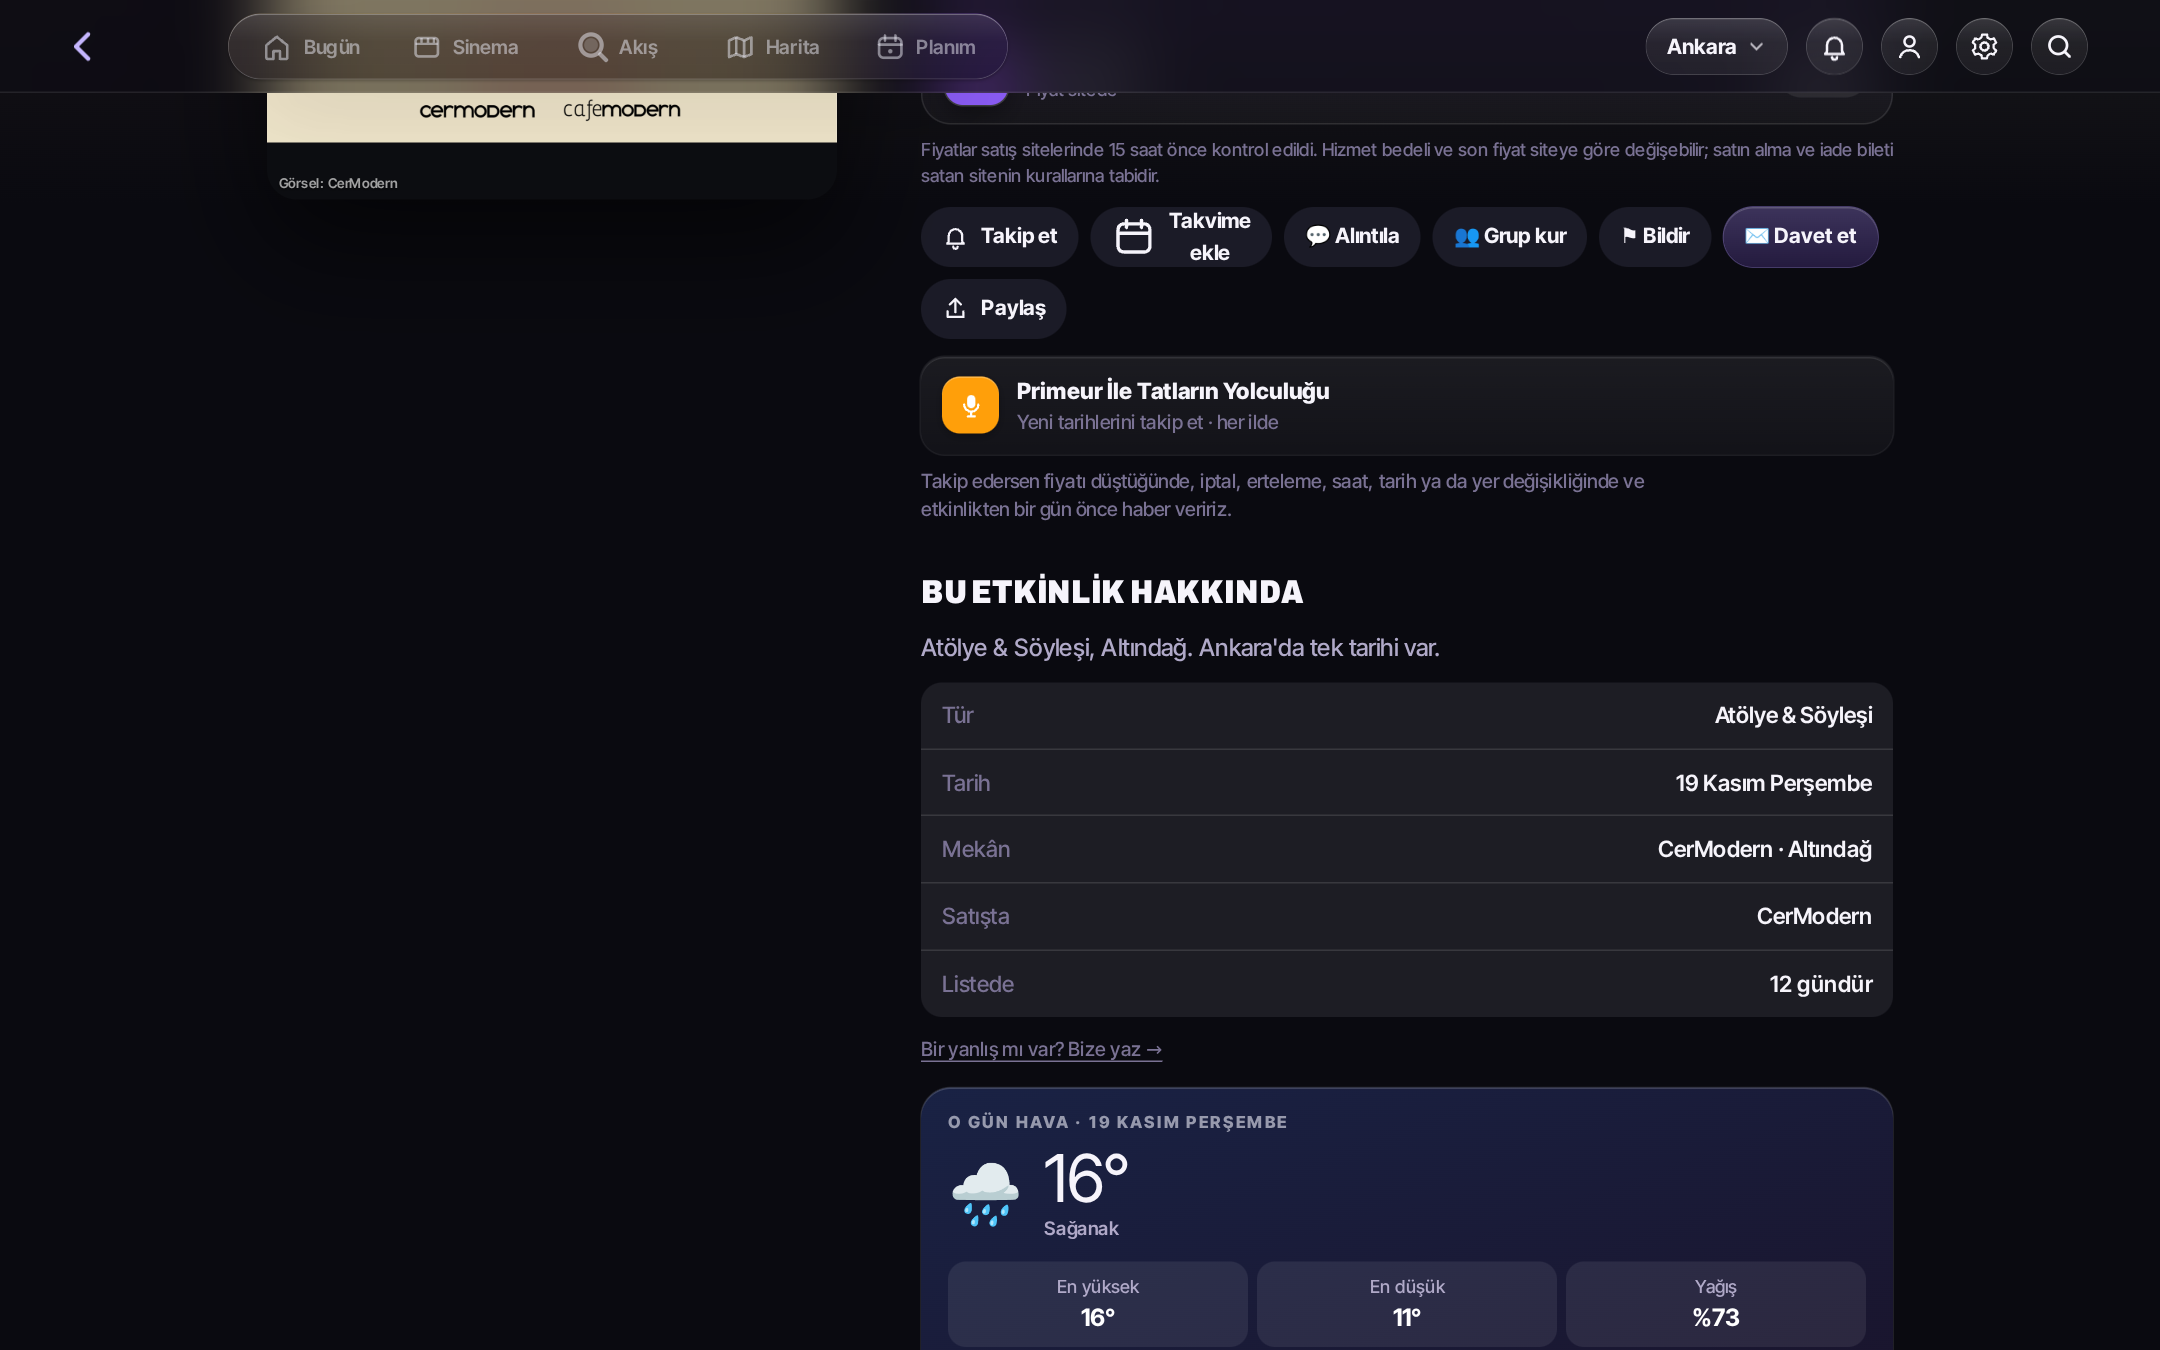 Bugün
Sinema
Akış
Harita
Planım
Ankara
cermodern cafemodern
Görsel: CerModern
Fiyatlar satış sitelerinde 15 saat önce kontrol edildi. Hizmet bedeli ve son fiyat siteye göre değişebilir; satın alma ve iade bileti
satan sitenin kurallarına tabidir.
Takip et
Takvime
ekle
💬 Alıntıla
👥 Grup kur
⚑ Bildir
✉️ Davet et
Paylaş
Primeur İle Tatların Yolculuğu
Yeni tarihlerini takip et · her ilde
Takip edersen fiyatı düştüğünde, iptal, erteleme, saat, tarih ya da yer değişikliğinde ve
etkinlikten bir gün önce haber veririz.
BU ETKİNLİK HAKKINDA
Atölye & Söyleşi, Altındağ. Ankara'da tek tarihi var.
Tür Atölye & Söyleşi
Tarih 19 Kasım Perşembe
Mekân CerModern · Altındağ
Satışta CerModern
Listede 12 gündür
Bir yanlış mı var? Bize yaz →
O GÜN HAVA · 19 KASIM PERŞEMBE
16°
Sağanak
En yüksek
16°
En düşük
11°
Yağış
%73